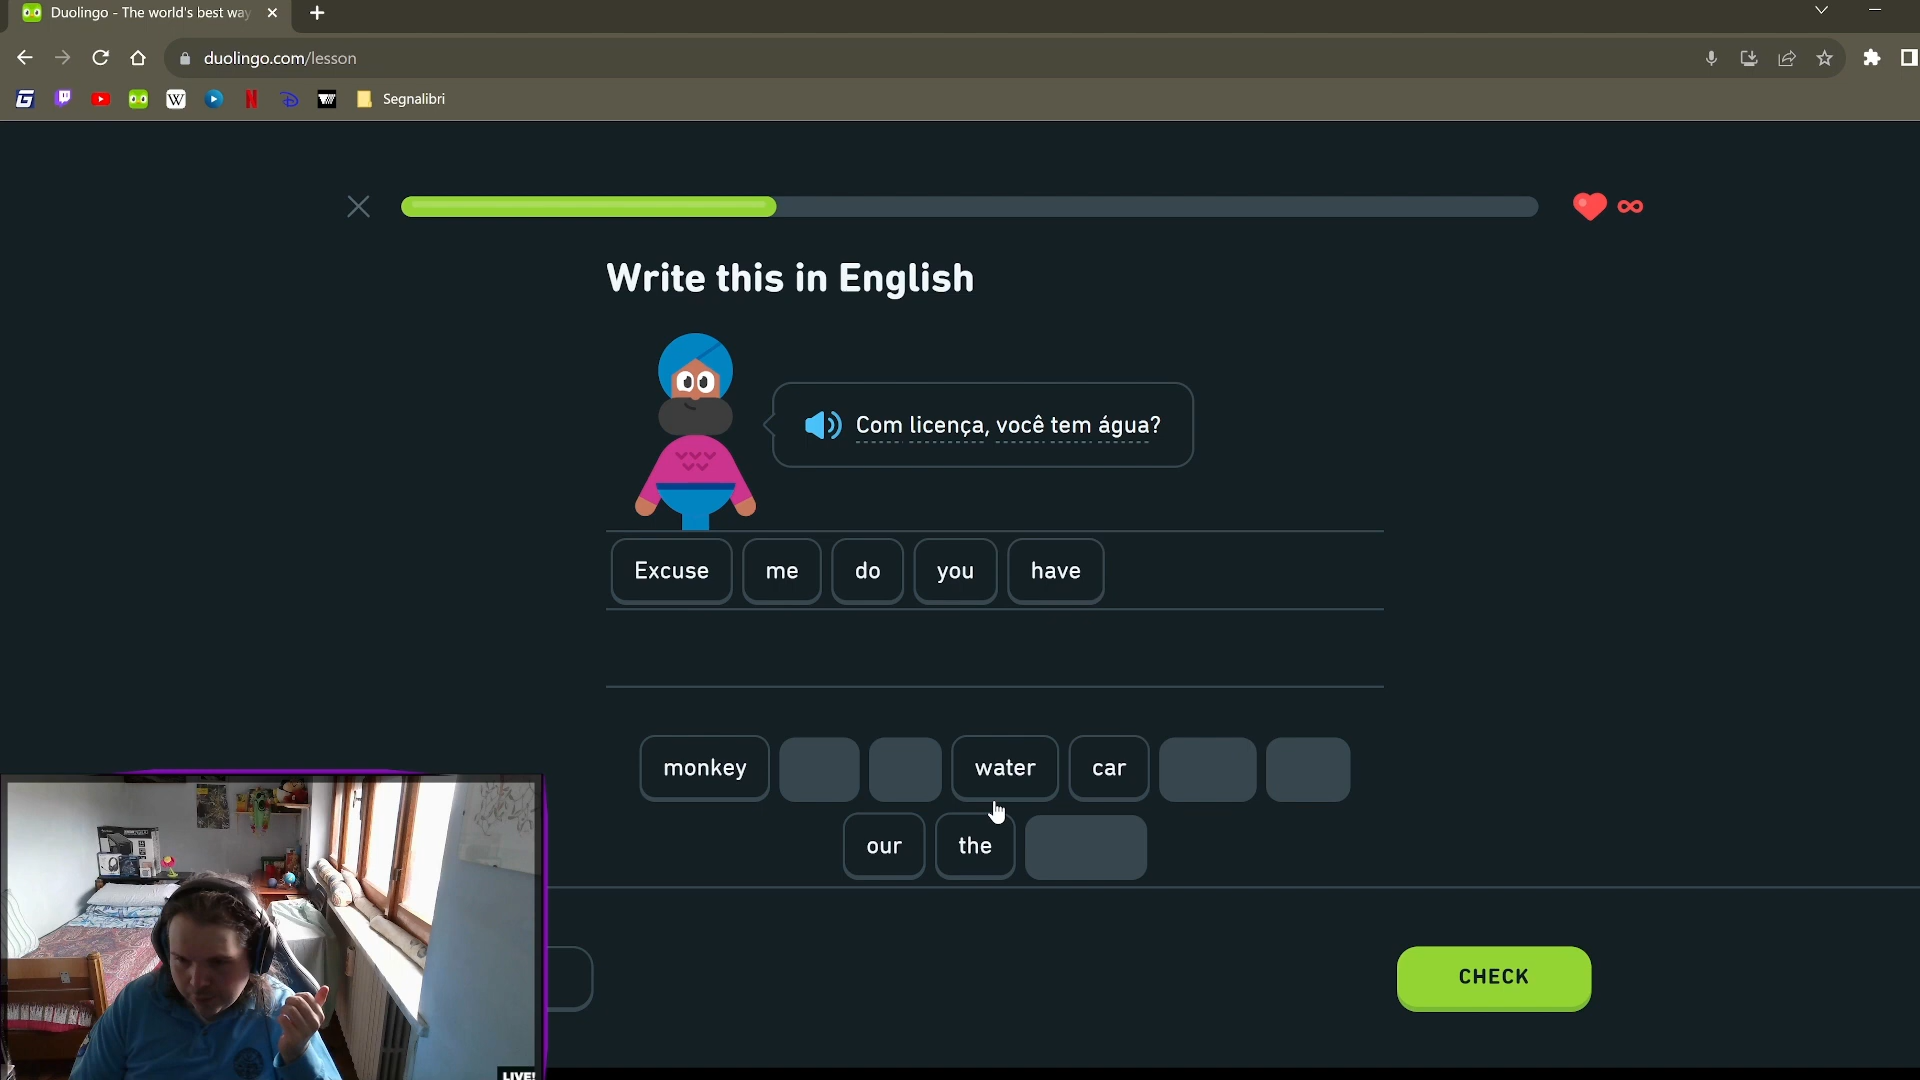 Duolingo - The world's best way
duolingo.com/lesson
Segnalibri
Write this in English
Com licença, você tem água?
Excuse me do you have
monkey water car
our the
CHECK
LIVE!